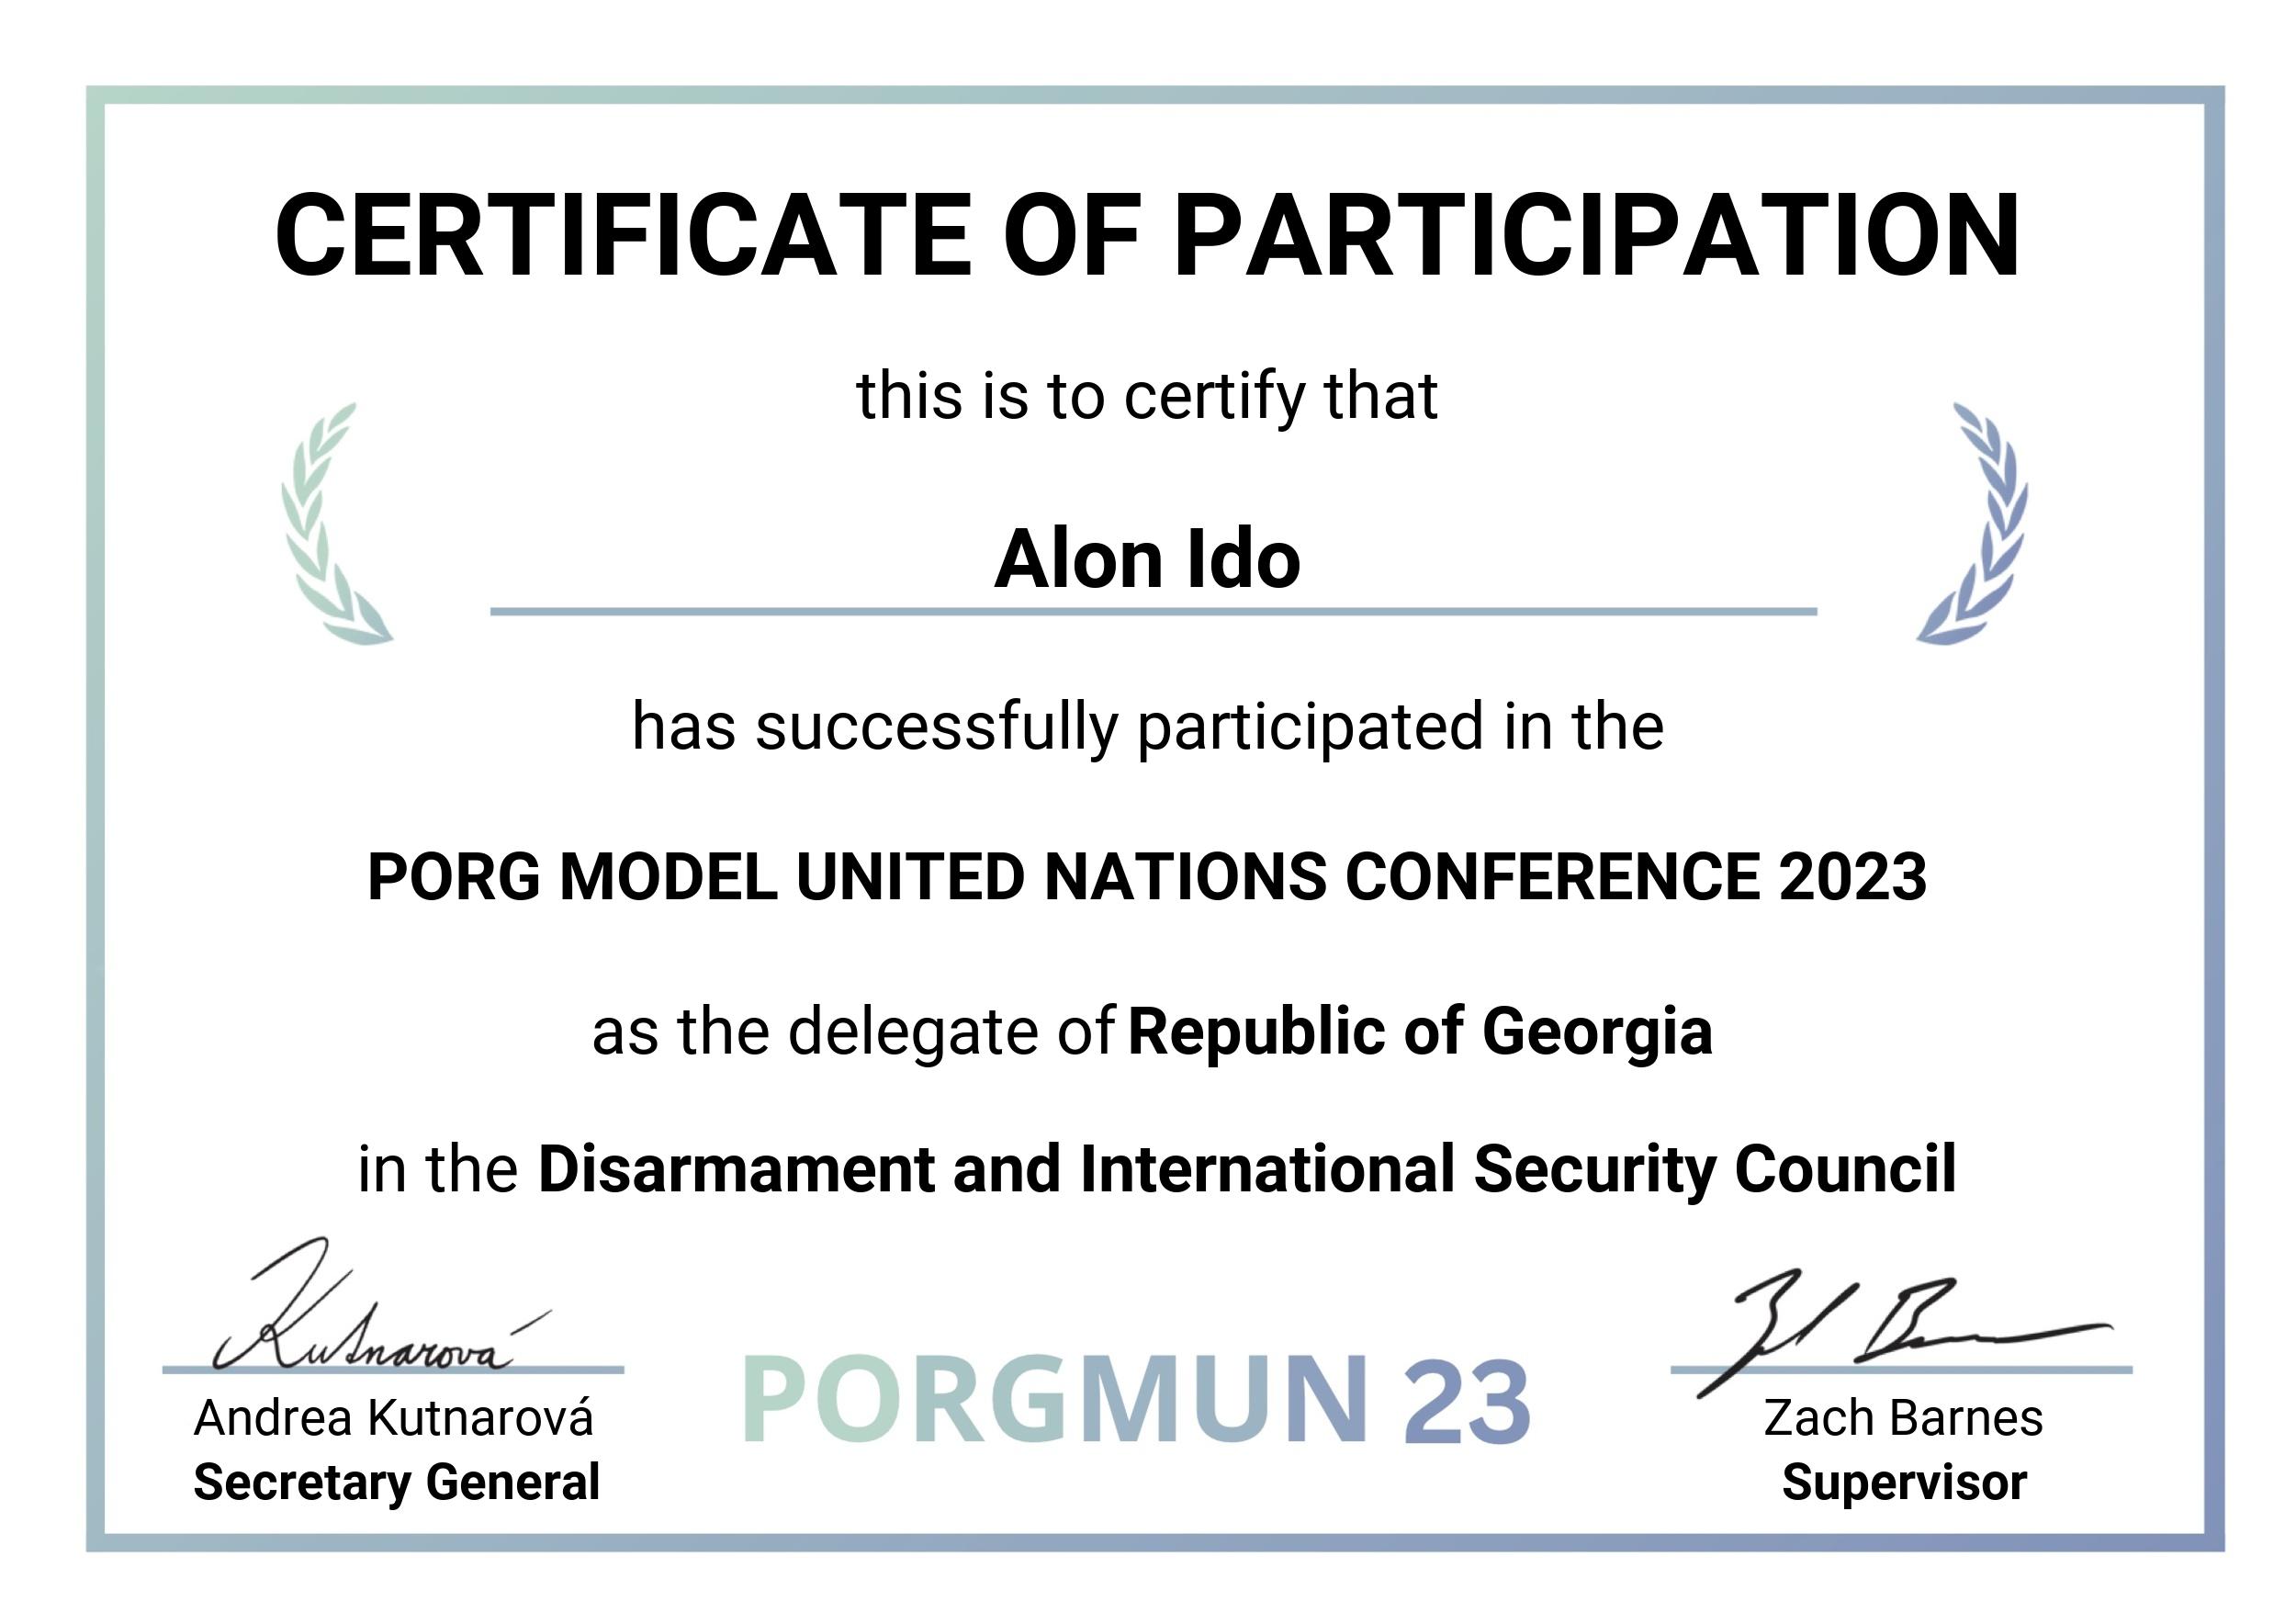 CERTIFICATE OF PARTICIPATION
this is to certify that
Alon Ido
has successfully participated in the
PORG MODEL UNITED NATIONS CONFERENCE 2023
as the delegate of Republic of Georgia
in the Disarmament and International Security Council
Kutnarová
Andrea Kutnarová
Secretary General
PORGMUN 23
Zach Barnes
Supervisor